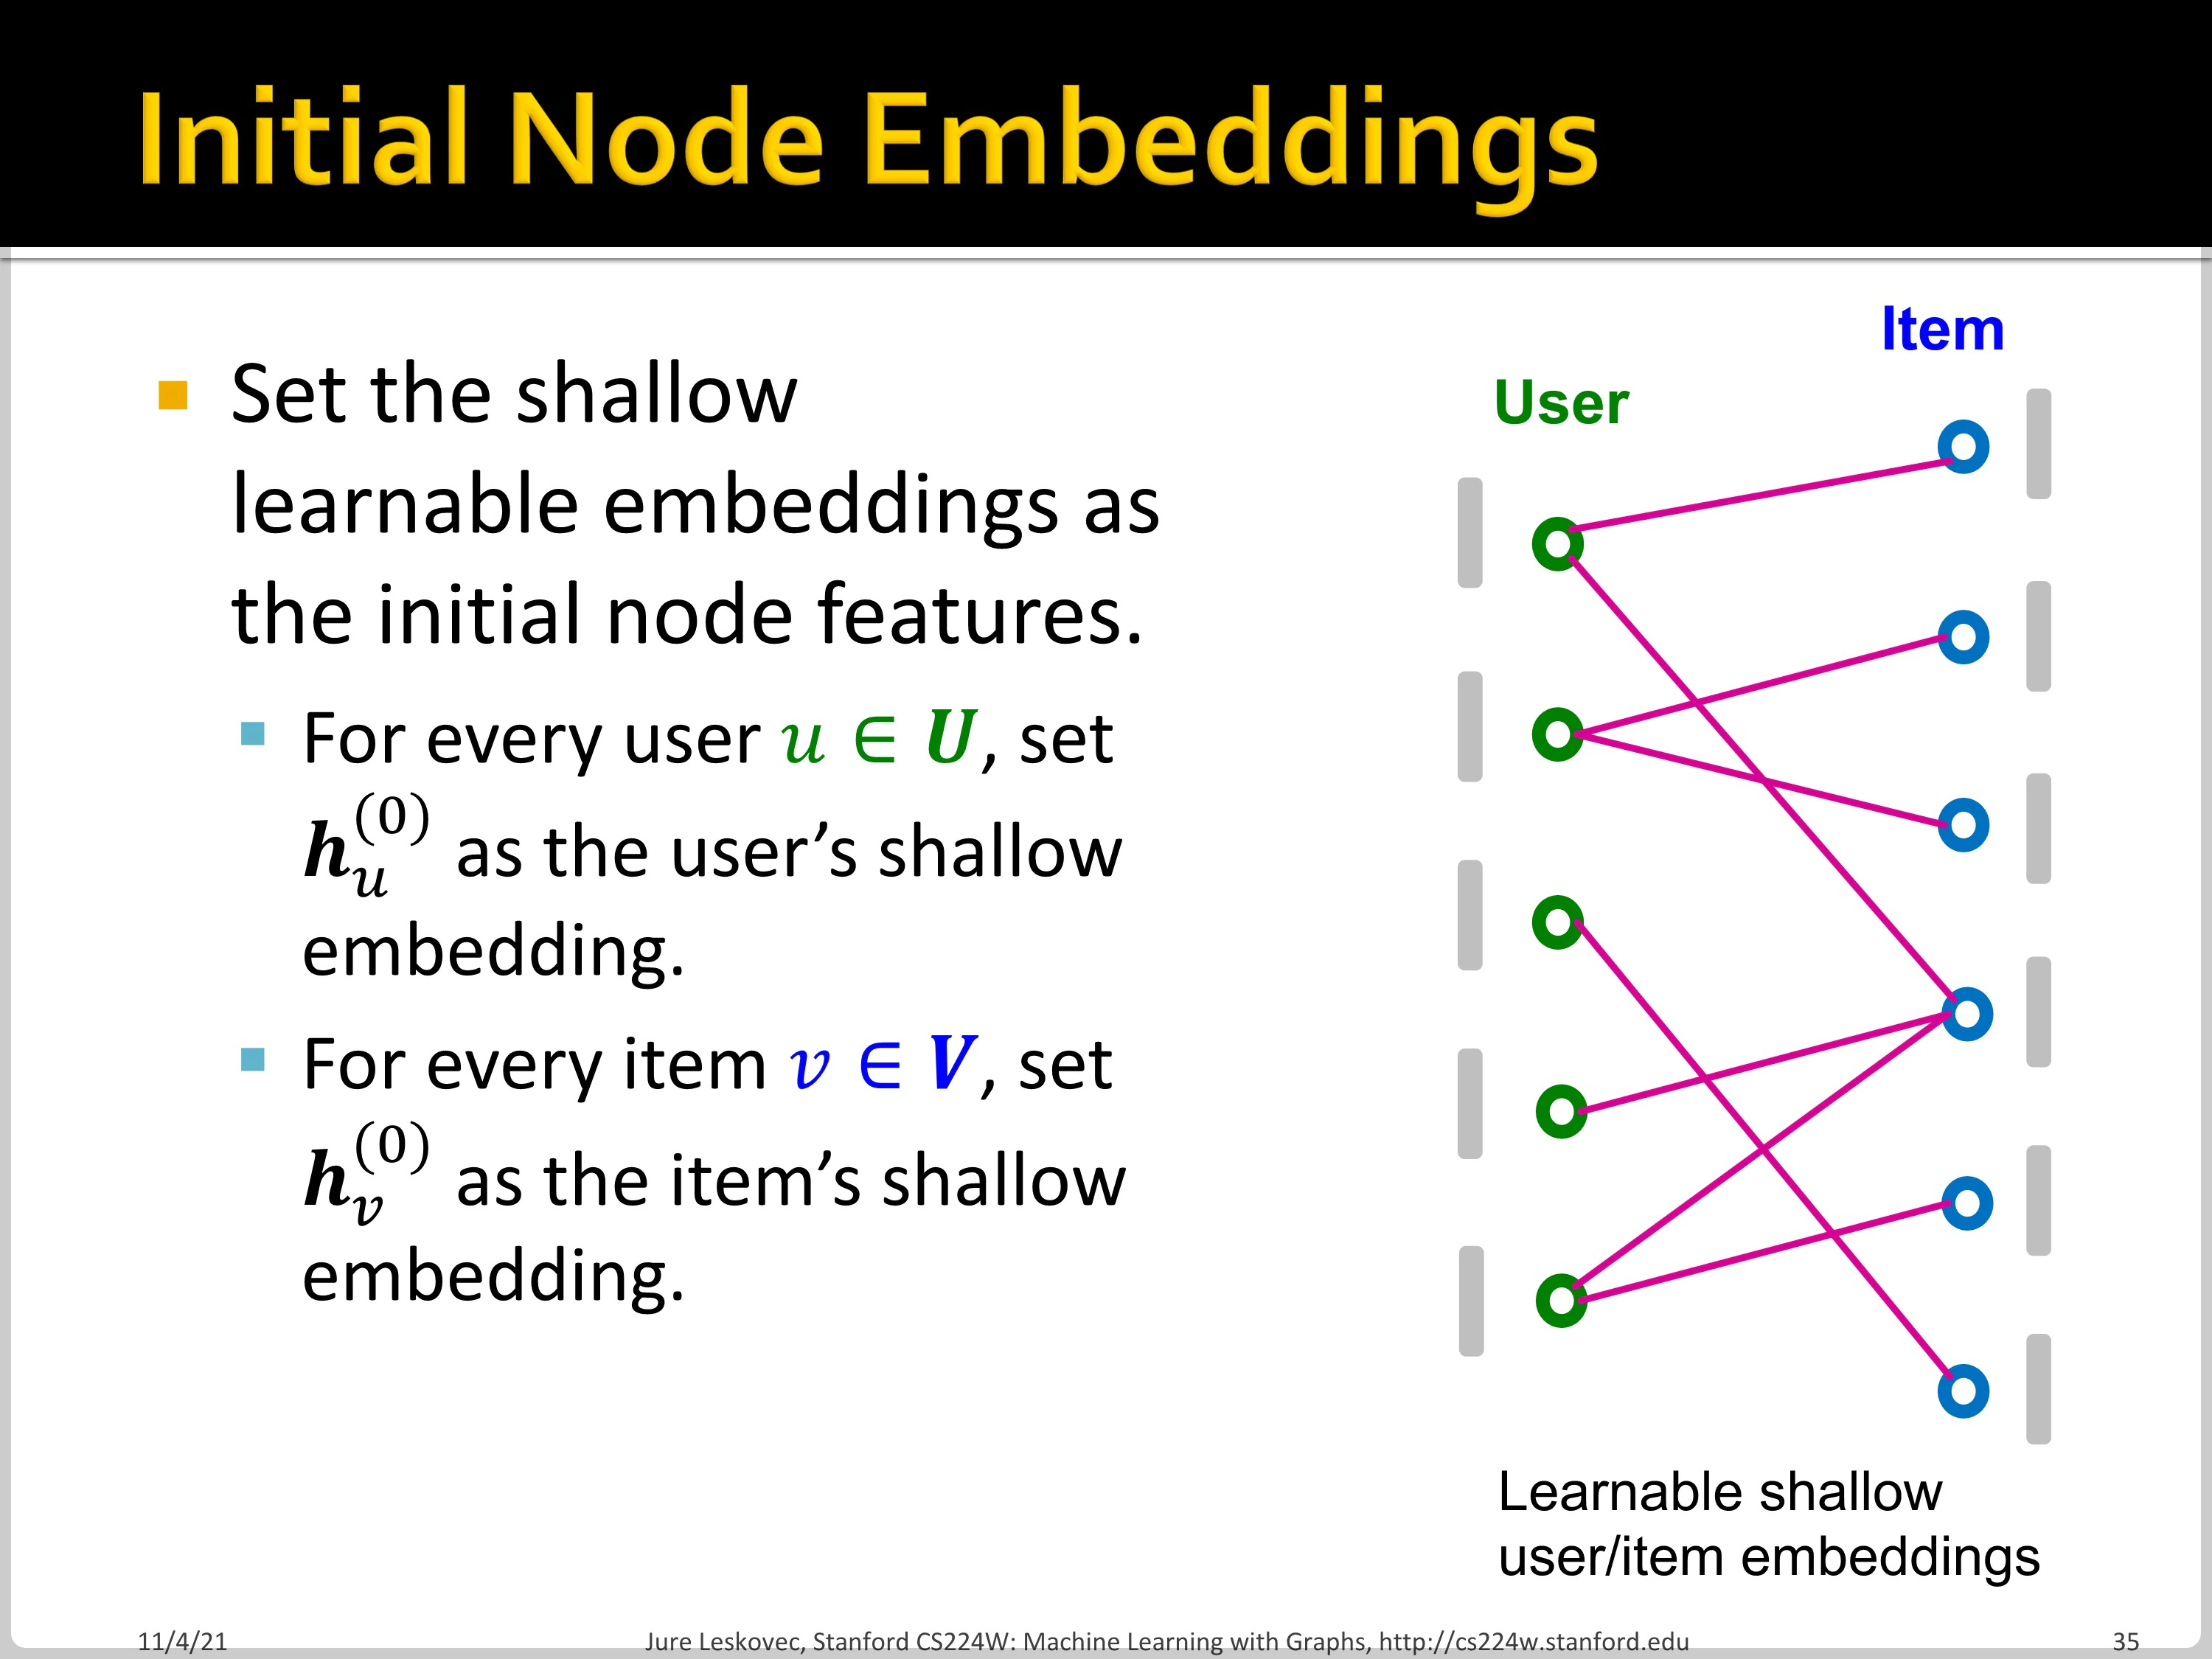 Initial Node Embeddings
■ Set the shallow
learnable embeddings as
the initial node features.
■ For every user 𝑢 ∈ 𝑼, set
𝒉ᵤ⁽⁰⁾ as the user’s shallow
embedding.
■ For every item 𝑣 ∈ 𝑽, set
𝒉ᵥ⁽⁰⁾ as the item’s shallow
embedding.
Item
User
Learnable shallow
user/item embeddings
11/4/21
Jure Leskovec, Stanford CS224W: Machine Learning with Graphs, http://cs224w.stanford.edu
35